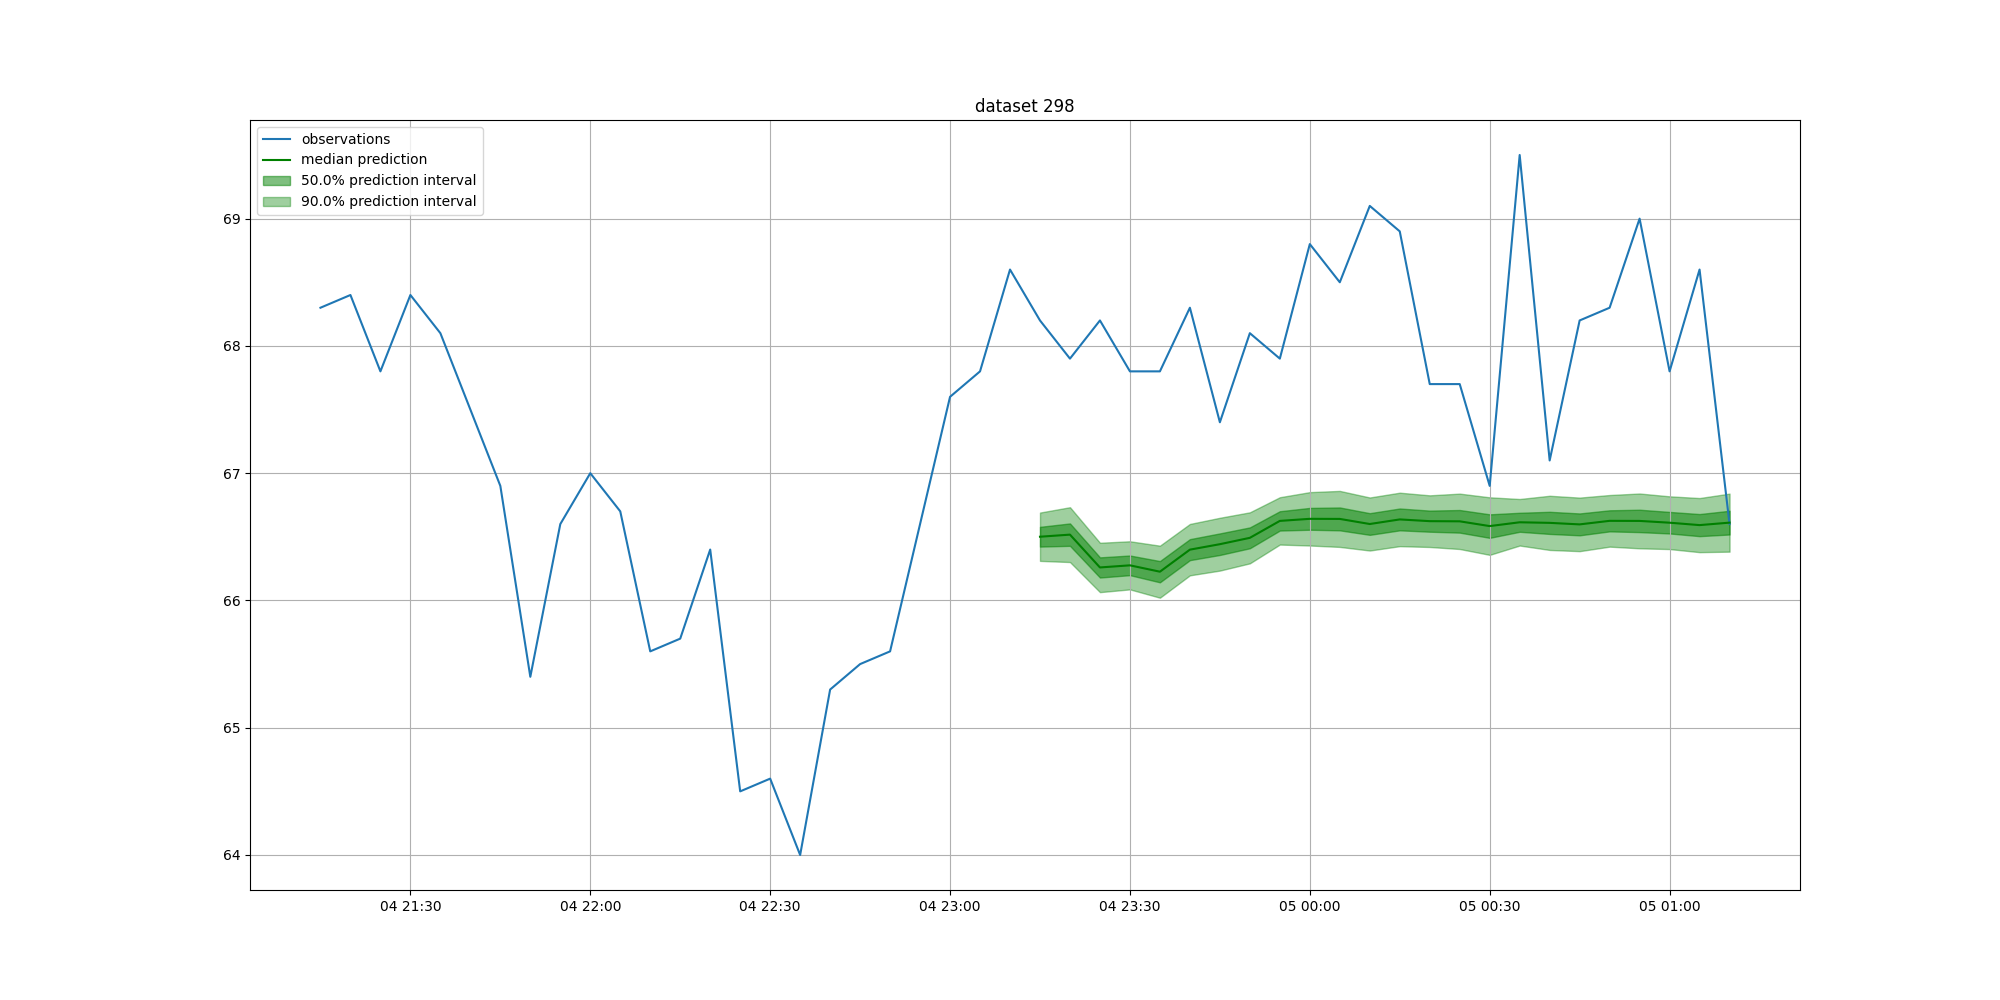 dataset 298
observations
median prediction
50.0% prediction interval
90.0% prediction interval
69
68
67
66
65
64
04 21:30 04 22:00 04 22:30 04 23:00 04 23:30 05 00:00 05 00:30 05 01:00